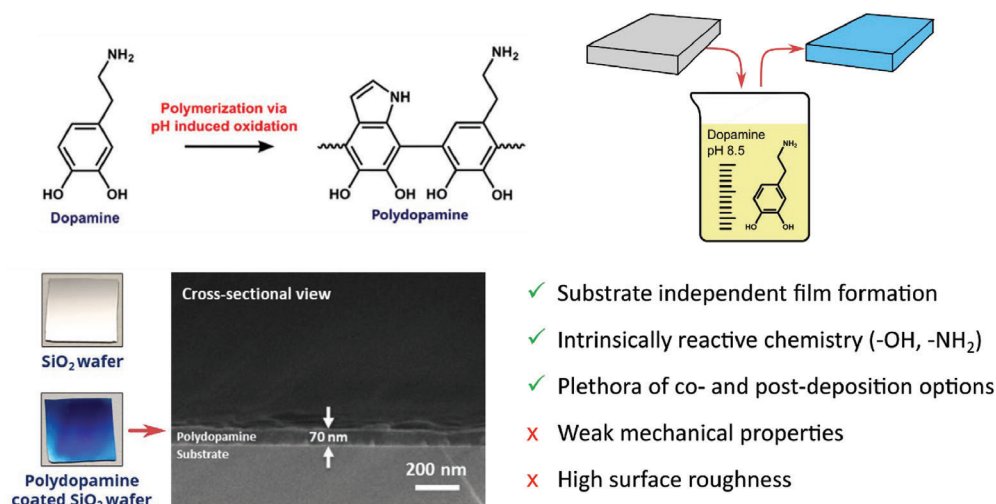 NH2
HO
OH
Dopamine
Polymerization via
pH induced oxidation
NH
NH2
HO
OH
HO
OH
Polydopamine
Dopamine
pH 8.5
NH2
HO
OH
SiO2 wafer
Polydopamine
coated SiO2 wafer
Cross-sectional view
Polydopamine
Substrate
70 nm
200 nm
✓ Substrate independent film formation
✓ Intrinsically reactive chemistry (-OH, -NH2)
✓ Plethora of co- and post-deposition options
x Weak mechanical properties
x High surface roughness